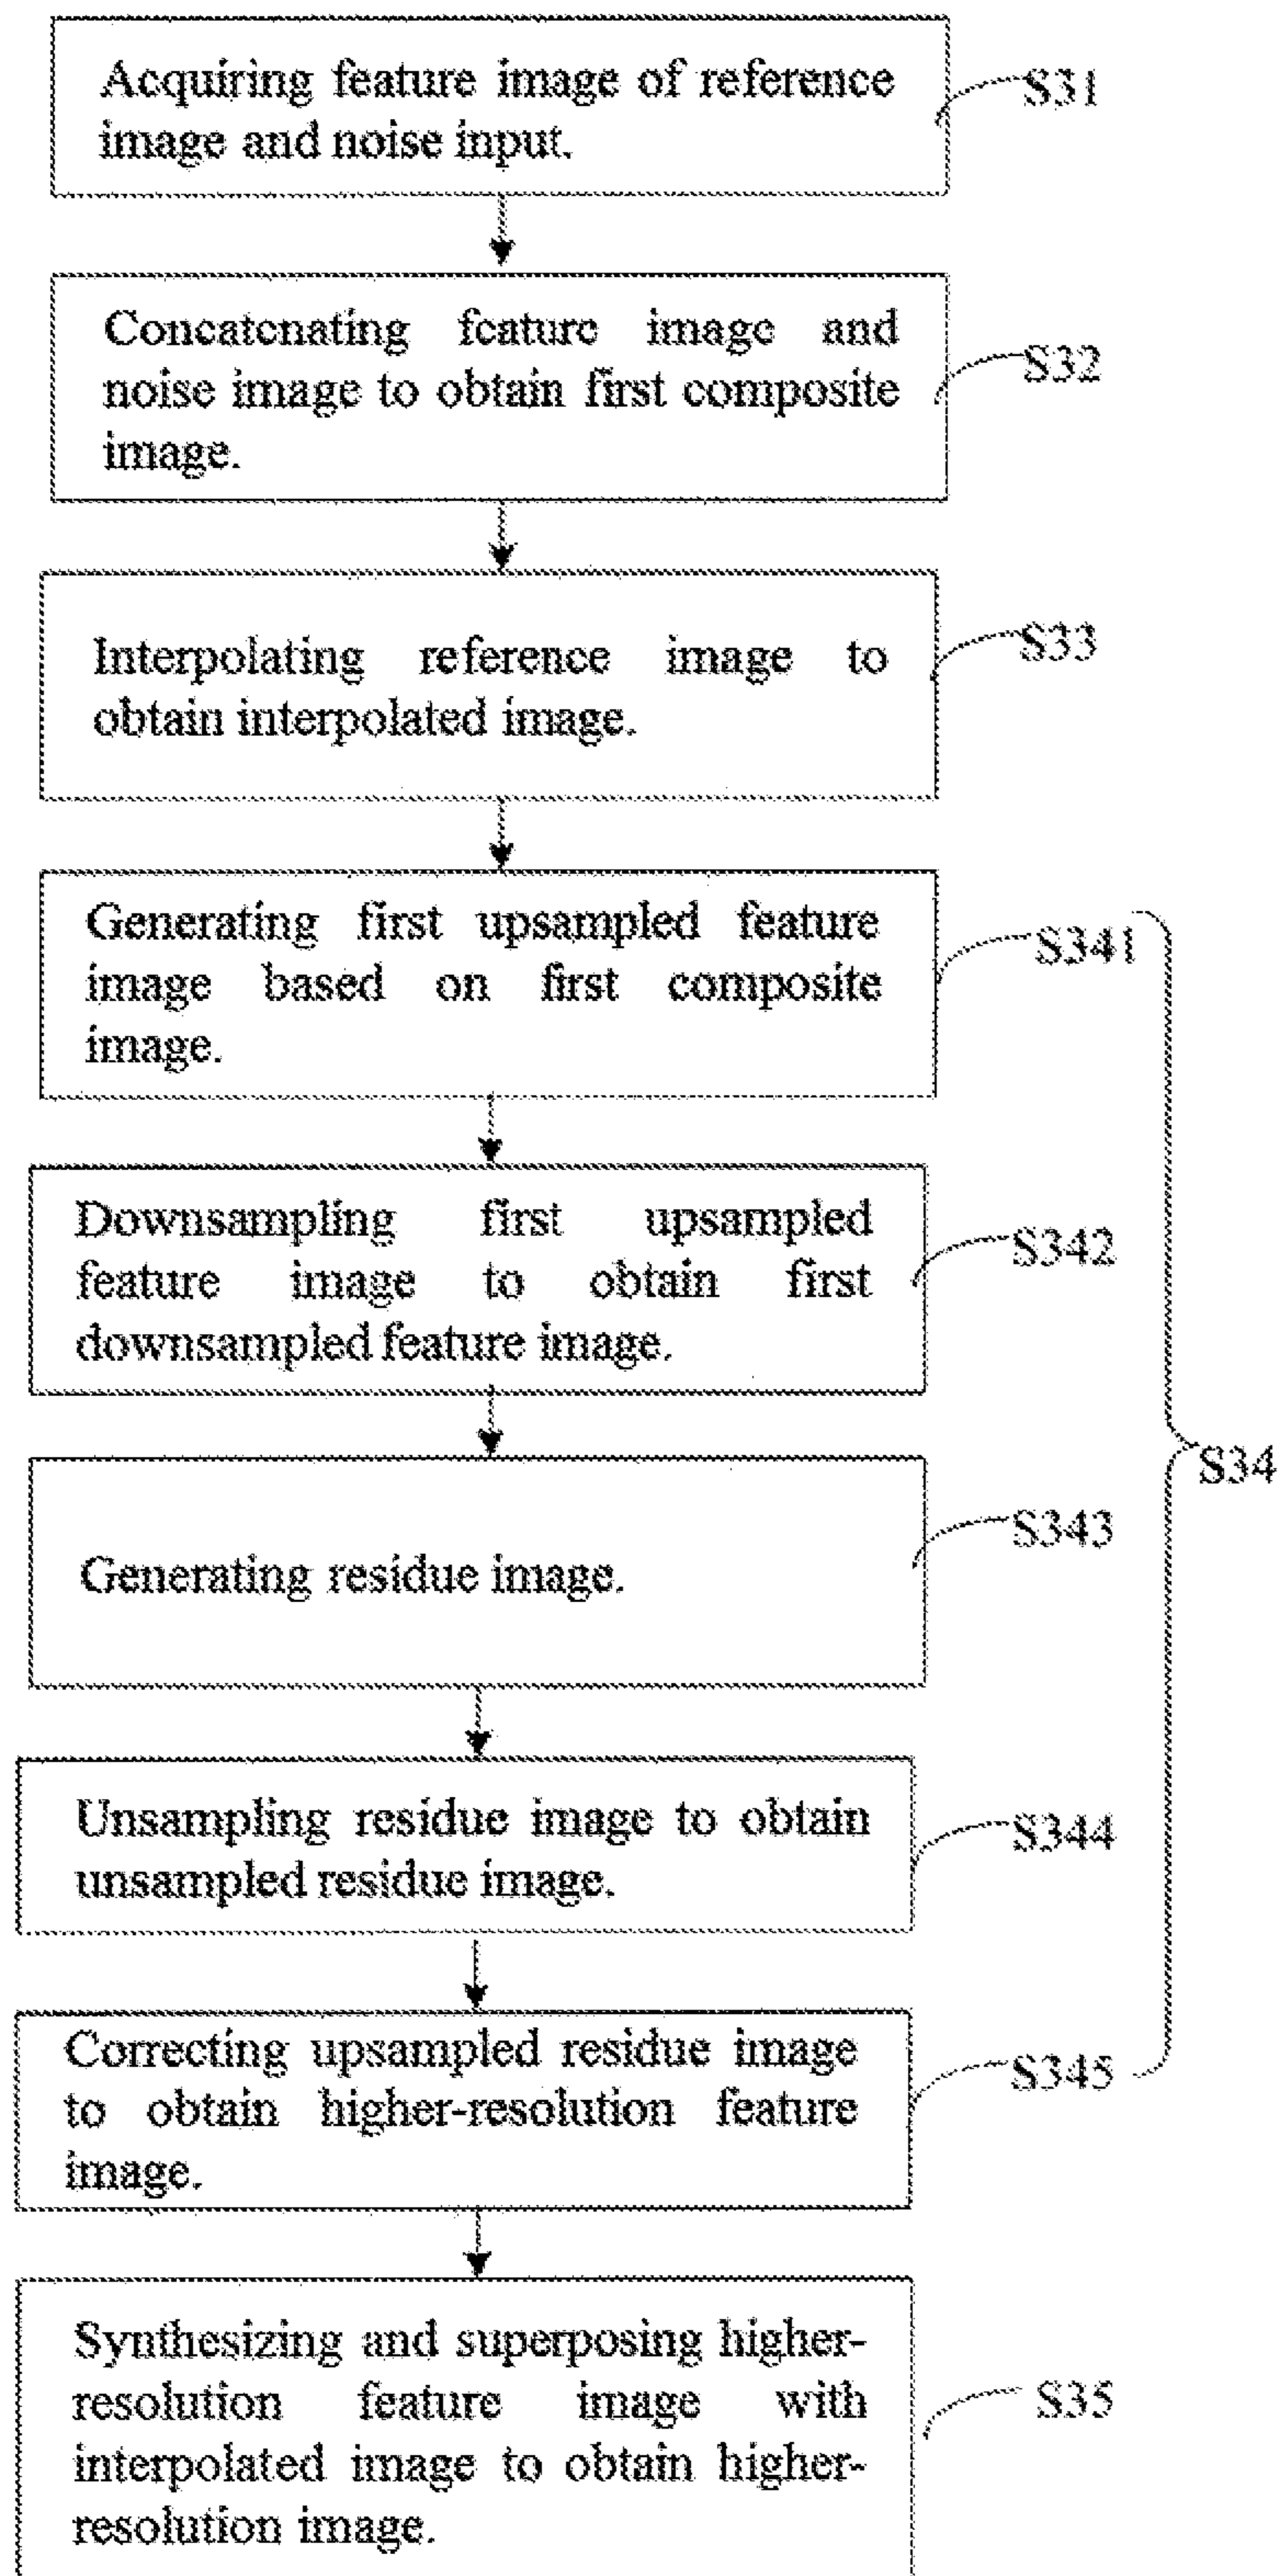 Acquiring feature image of reference
image and noise input.
S31
Concatenating feature image and
noise image to obtain first composite
image.
S32
Interpolating reference image to
obtain interpolated image.
S33
Generating first upsampled feature
image based on first composite
image.
S341
Downsampling first upsampled
feature image to obtain first
downsampled feature image.
S342
Generating residue image.
S343
S34
Unsampling residue image to obtain
unsampled residue image.
S344
Correcting upsampled residue image
to obtain higher-resolution feature
image.
S345
Synthesizing and superposing higher-
resolution feature image with
interpolated image to obtain higher-
resolution image.
S35